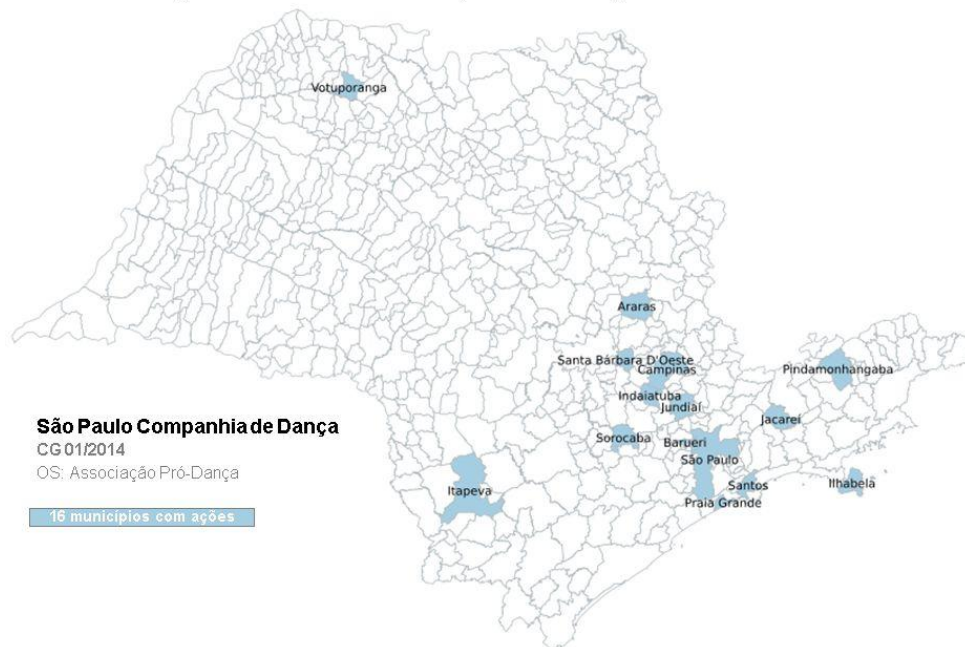 Votuporanga
Araras
Santa Bárbara D'Oeste
Campinas
Pindamonhangaba
Indaiatuba
Jundiaí
Jacareí
São Paulo Companhia de Dança
CG 01/2014
OS: Associação Pró-Dança
Sorocaba
Barueri
São Paulo
Itapeva
Santos
Ilhabela
Praia Grande
16 municípios com ações